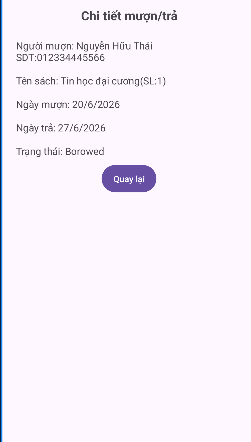 Chi tiết mượn/trả
Người mượn: Nguyễn Hữu Thái
SDT:012334445566
Tên sách: Tin học đại cương(SL:1)
Ngày mượn: 20/6/2026
Ngày trả: 27/6/2026
Trạng thái: Borowed
Quay lại